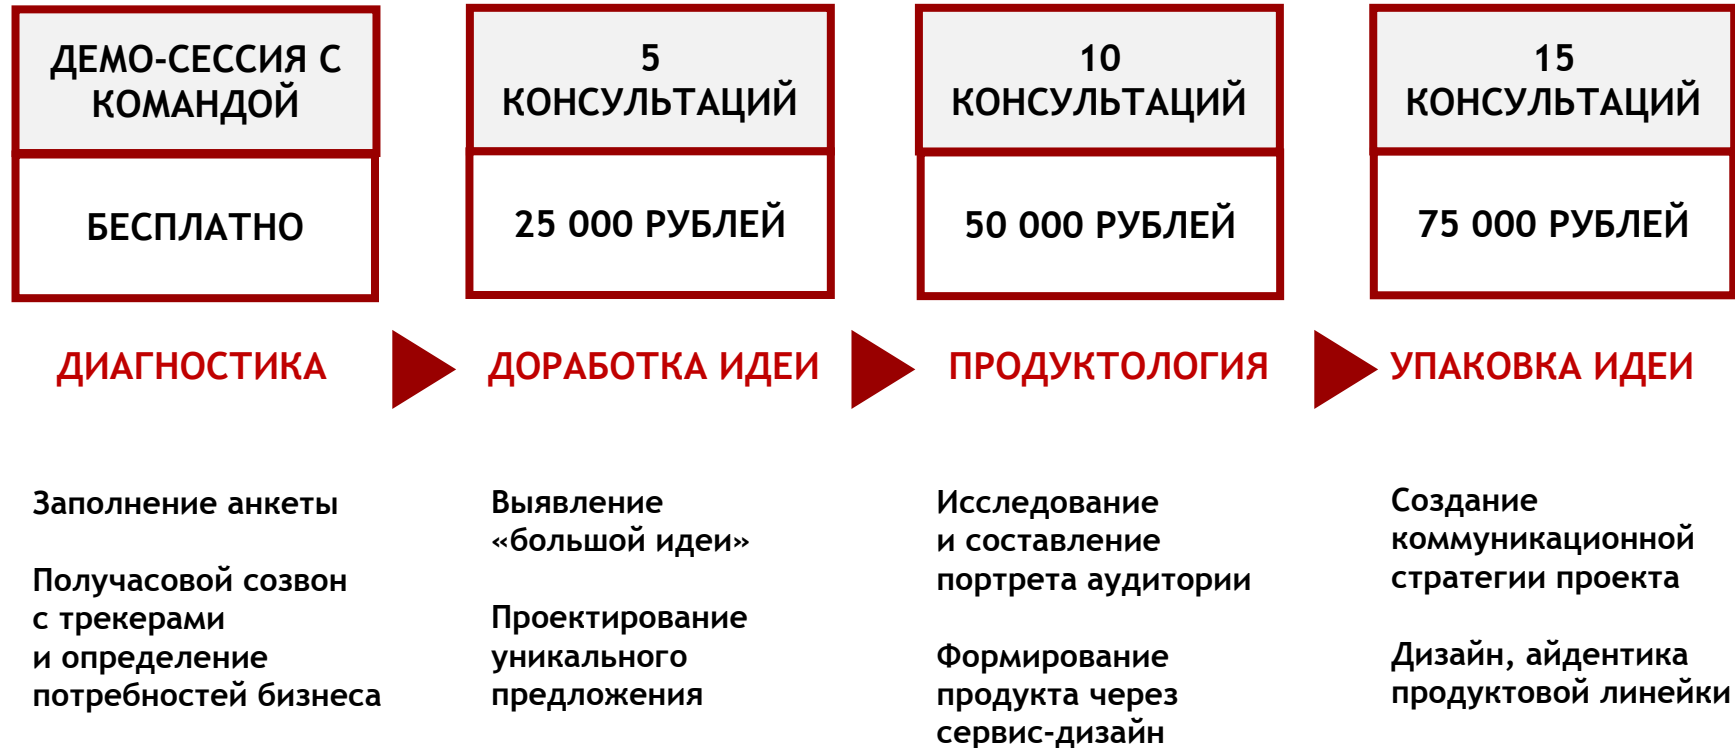 ДЕМО-СЕССИЯ С
КОМАНДОЙ
БЕСПЛАТНО
5
КОНСУЛЬТАЦИЙ
25 000 РУБЛЕЙ
10
КОНСУЛЬТАЦИЙ
50 000 РУБЛЕЙ
15
КОНСУЛЬТАЦИЙ
75 000 РУБЛЕЙ
ДИАГНОСТИКА
ДОРАБОТКА ИДЕИ
ПРОДУКТОЛОГИЯ
УПАКОВКА ИДЕИ
Заполнение анкеты
Получасовой созвон
с трекерами
и определение
потребностей бизнеса
Выявление
«большой идеи»
Проектирование
уникального
предложения
Исследование
и составление
портрета аудитории
Формирование
продукта через
сервис-дизайн
Создание
коммуникационной
стратегии проекта
Дизайн, айдентика
продуктовой линейки